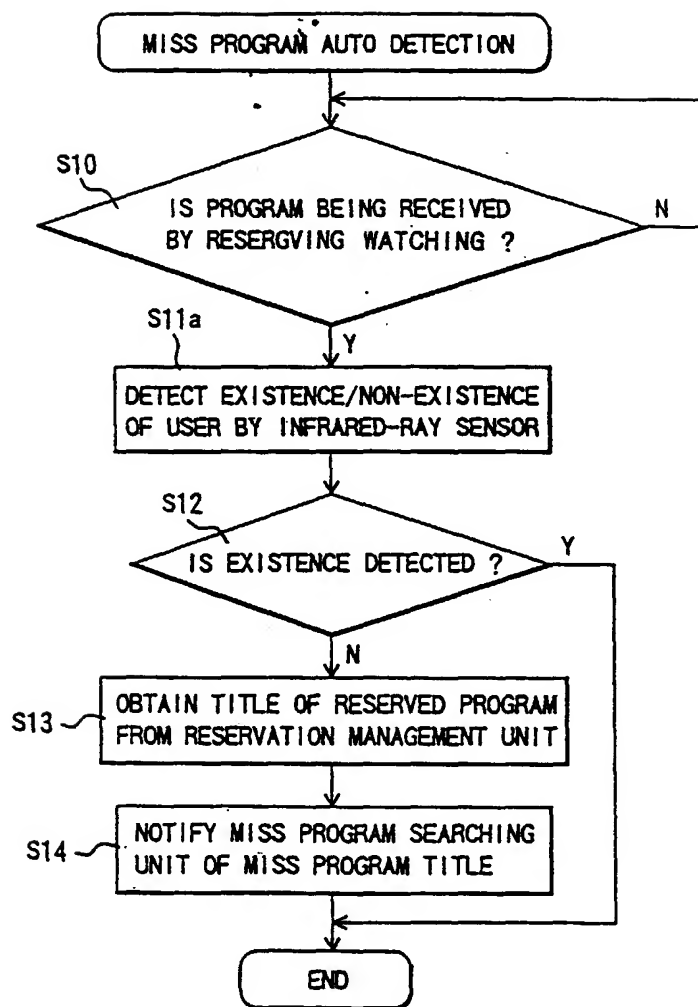 MISS PROGRAM AUTO DETECTION
S10
IS PROGRAM BEING RECEIVED
BY RESERGVING WATCHING ?
N
S11a
Y
DETECT EXISTENCE/NON-EXISTENCE
OF USER BY INFRARED-RAY SENSOR
S12
IS EXISTENCE DETECTED ?
Y
N
S13
OBTAIN TITLE OF RESERVED PROGRAM
FROM RESERVATION MANAGEMENT UNIT
S14
NOTIFY MISS PROGRAM SEARCHING
UNIT OF MISS PROGRAM TITLE
END